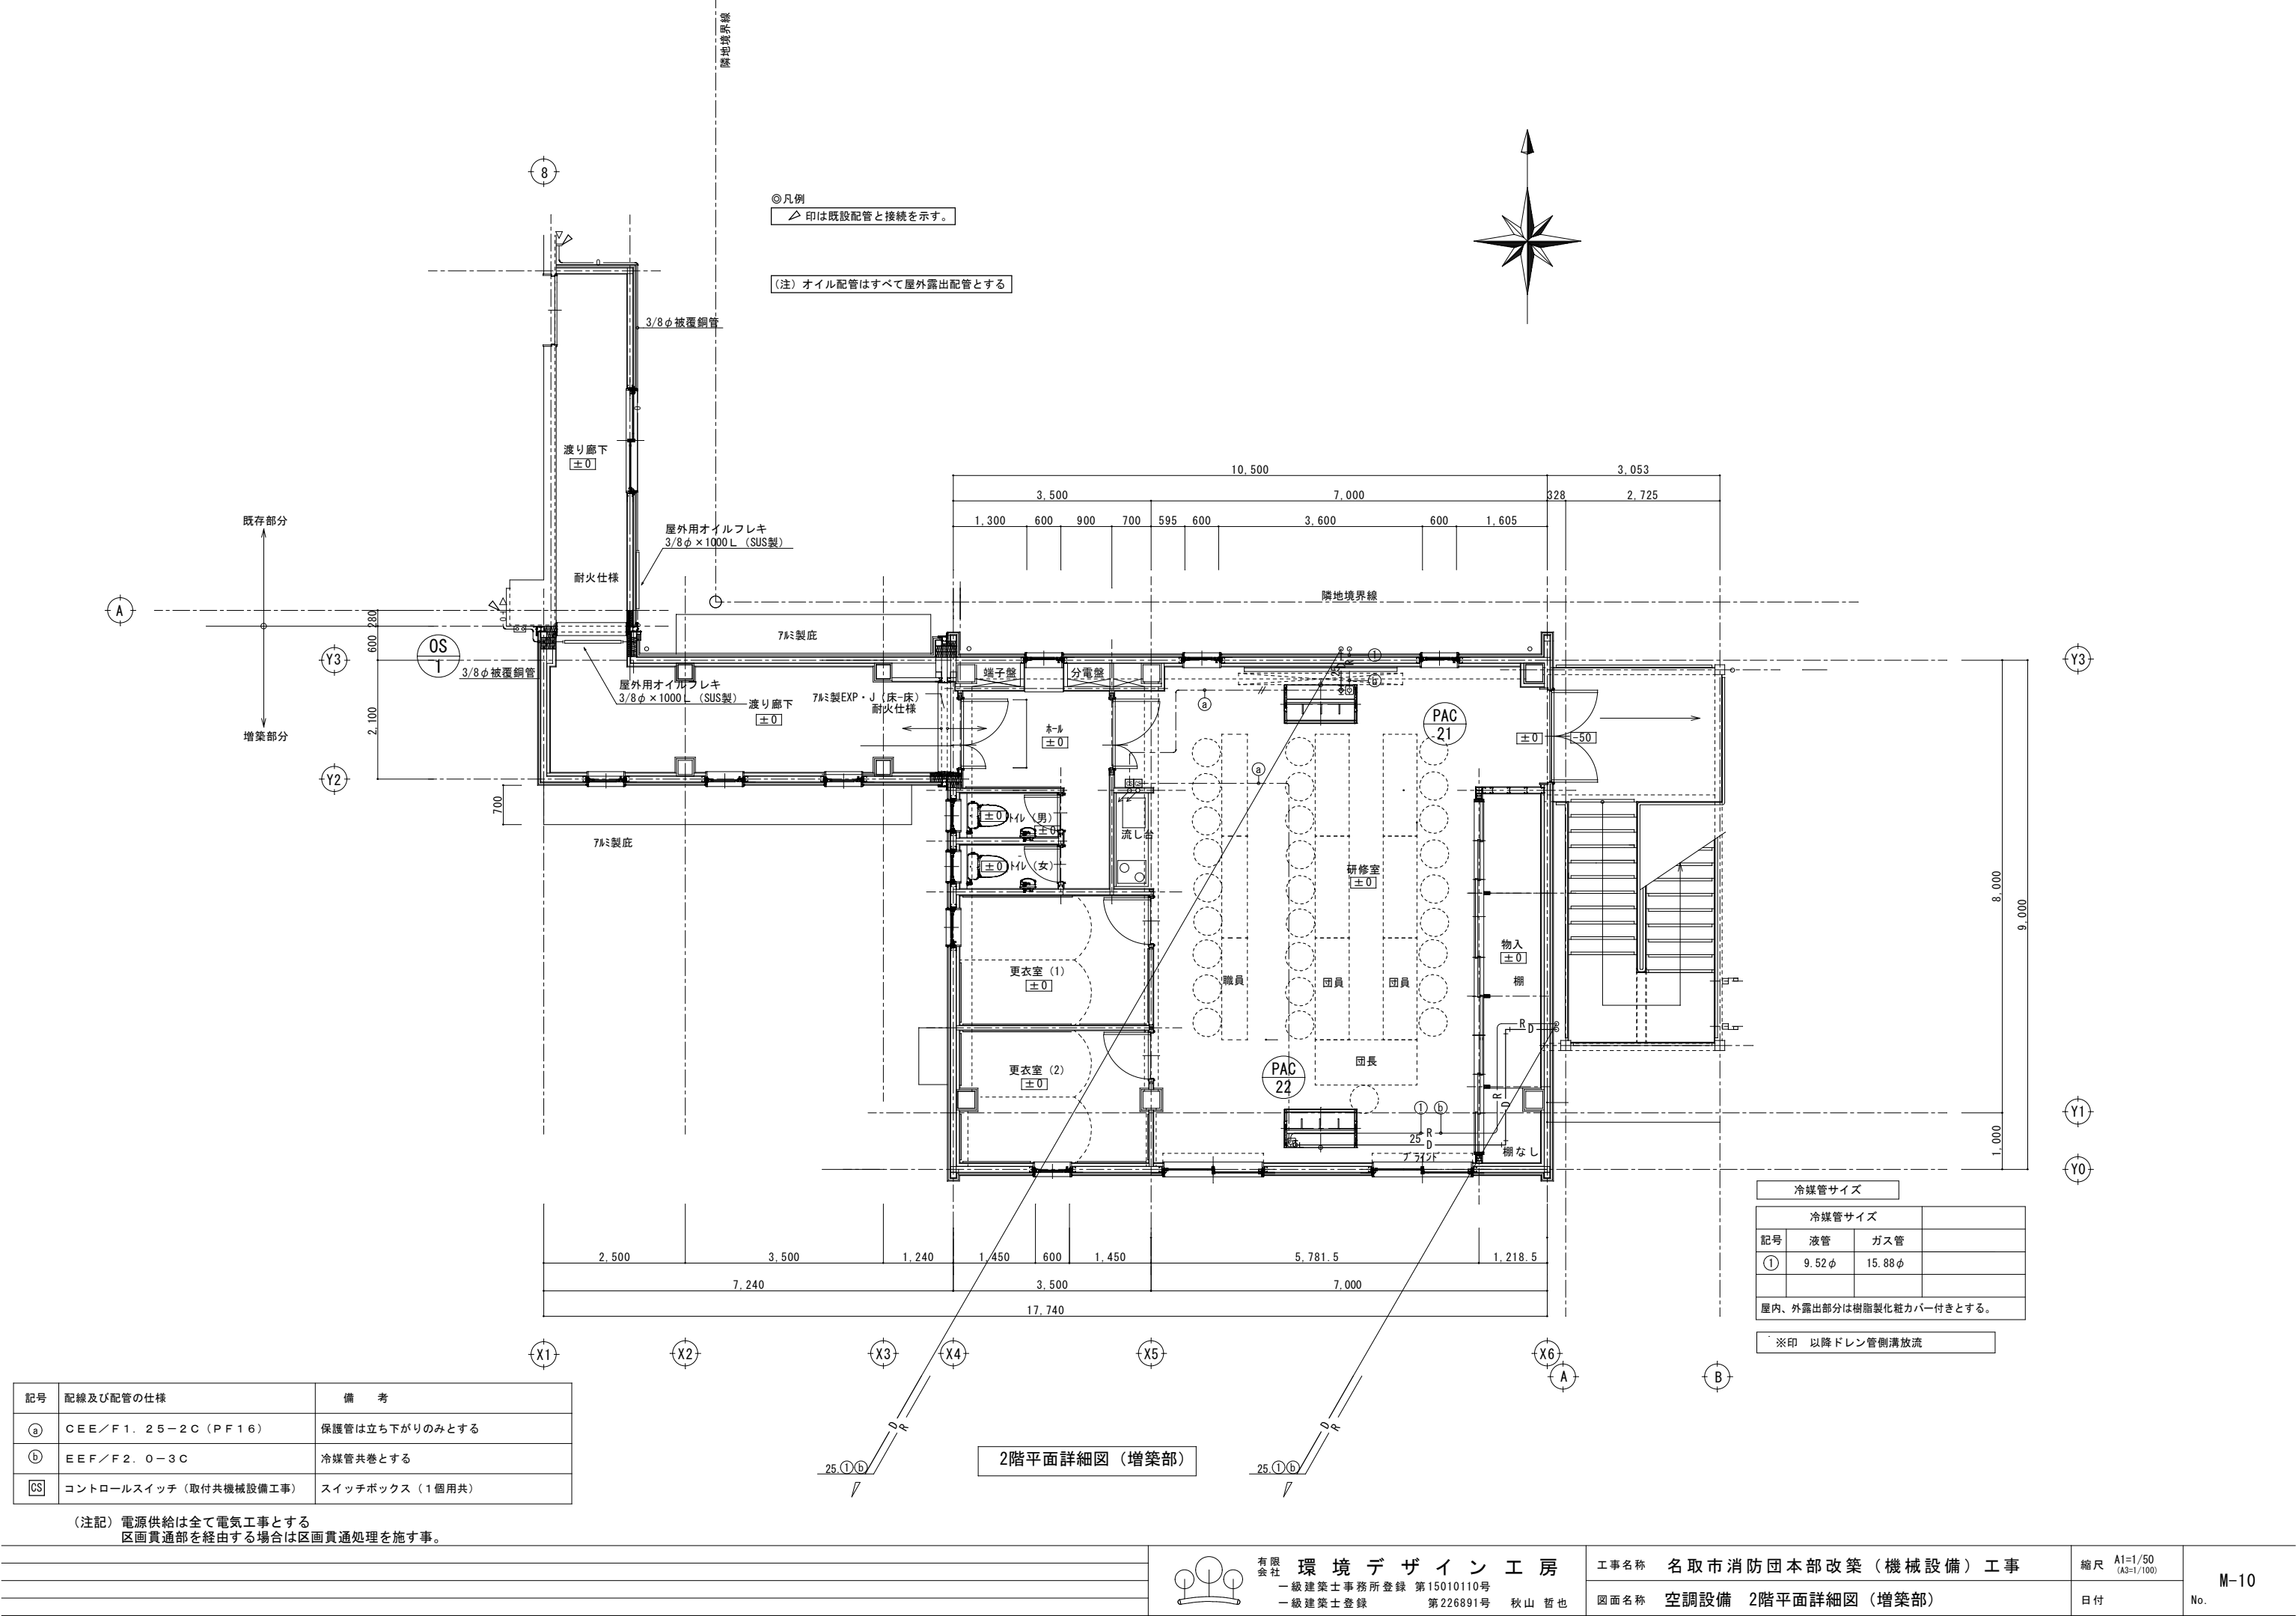 隣地境界線
8
◎凡例
印は既設配管と接続を示す。
(注) オイル配管はすべて屋外露出配管とする
3/8φ被覆銅管
渡り廊下
±0
10,500
3,053
3,500
7,000
328
2,725
1,300
600
900
700
595
600
3,600
600
1,605
既存部分
屋外用オイルフレキ
3/8φ×1000L（SUS製）
耐火仕様
隣地境界線
A
280
600
2,100
700
増築部分
Y3
Y2
OS
1
3/8φ被覆銅管
屋外用オイルフレキ
3/8φ×1000L（SUS製）
渡り廊下
±0
ｱﾙﾐ製庇
ｱﾙﾐ製EXP・J（床-床）
耐火仕様
ｱﾙﾐ製庇
端子盤
分電盤
ﾎｰﾙ
±0
ⓐ
①
ⓑ
PAC
21
±0
-50
Y3
ⓐ
±0
ﾄｲﾚ（男）
±0
±0
ﾄｲﾚ（女）
流し台
研修室
±0
更衣室（1）
±0
更衣室（2）
±0
職員
団員
団員
団長
物入
±0
棚
R
D
R
D
PAC
22
①
ⓑ
25
R
D
ﾌﾞﾗｲﾝﾄﾞ
棚なし
8,000
9,000
1,000
Y1
Y0
冷媒管サイズ
冷媒管サイズ
記号
液管
ガス管
①
9.52φ
15.88φ
屋内、外露出部分は樹脂製化粧カバー付きとする。
※印　以降ドレン管側溝放流
2,500
3,500
1,240
1,450
600
1,450
5,781.5
1,218.5
7,240
3,500
7,000
17,740
X1
X2
X3
X4
X5
X6
A
B
D
R
25.①ⓑ
D
R
25.①ⓑ
2階平面詳細図（増築部）
記号
配線及び配管の仕様
備　考
ⓐ
ＣＥＥ／Ｆ１．２５－２Ｃ（ＰＦ１６）
保護管は立ち下がりのみとする
ⓑ
ＥＥＦ／Ｆ２．０－３Ｃ
冷媒管共巻とする
CS
コントロールスイッチ（取付共機械設備工事）
スイッチボックス（１個用共）
（注記）電源供給は全て電気工事とする
区画貫通部を経由する場合は区画貫通処理を施す事。
有限会社 環境デザイン工房
一級建築士事務所登録 第15010110号
一級建築士登録 第226891号 秋山 哲也
工事名称 名取市消防団本部改築（機械設備）工事
図面名称 空調設備　2階平面詳細図（増築部）
縮尺 A1=1/50
(A3=1/100)
日付
M-10
No.